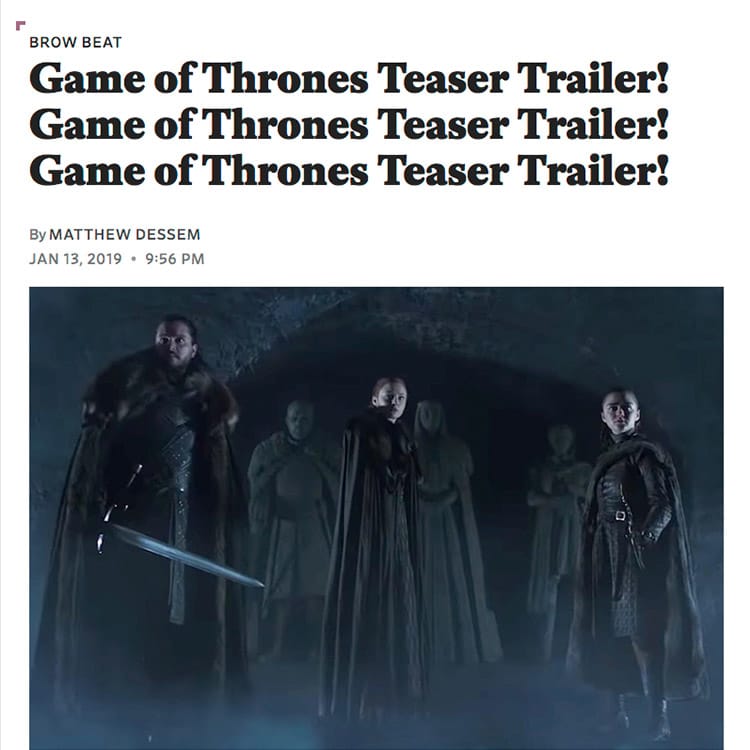 BROW BEAT
Game of Thrones Teaser Trailer!
Game of Thrones Teaser Trailer!
Game of Thrones Teaser Trailer!
By MATTHEW DESSEM
JAN 13, 2019 • 9:56 PM